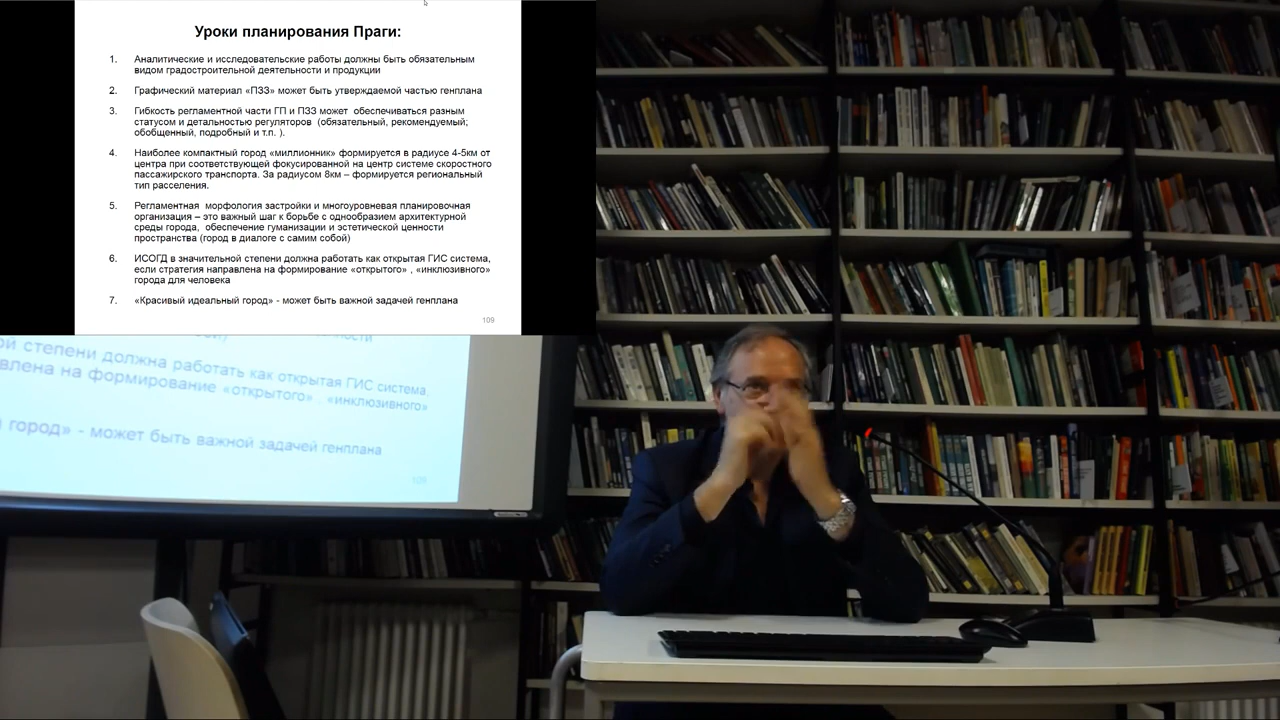 Уроки планирования Праги:
1. Аналитические и исследовательские работы должны быть обязательным
видом градостроительной деятельности и продукции
2. Графический материал «ПЗЗ» может быть утверждаемой частью генплана
3. Гибкость регламентной части ГП и ПЗЗ может обеспечиваться разным
статусом и детальностью регуляторов (обязательный, рекомендуемый;
обобщенный, подробный и т.п. ).
4. Наиболее компактный город «миллионник» формируется в радиусе 4-5км от
центра при соответствующей фокусированной на центр системе скоростного
пассажирского транспорта. За радиусом 8км – формируется региональный
тип расселения.
5. Регламентная морфология застройки и многоуровневая планировочная
организация – это важный шаг к борьбе с однообразием архитектурной
среды города, обеспечение гуманизации и эстетической ценности
пространства (город в диалоге с самим собой)
6. ИСОГД в значительной степени должна работать как открытая ГИС система,
если стратегия направлена на формирование «открытого» , «инклюзивного»
города для человека
7. «Красивый идеальный город» - может быть важной задачей генплана
109
ой степени должна работать как открытая ГИС система,
влена на формирование «открытого» , «инклюзивного»
город» - может быть важной задачей генплана